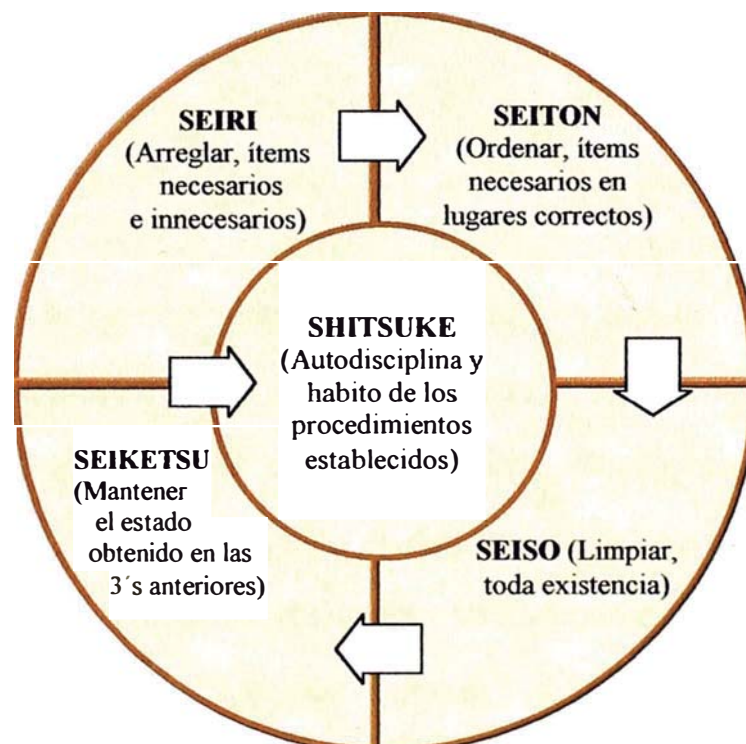 SEIRI
(Arreglar, ítems
necesarios
e innecesarios)
SEITON
(Ordenar, ítems
necesarios en
lugares correctos)
SHITSUKE
(Autodisciplina y
habito de los
procedimientos
establecidos)
SEIKETSU
(Mantener
el estado
obtenido en las
3´s anteriores)
SEISO (Limpiar,
toda existencia)